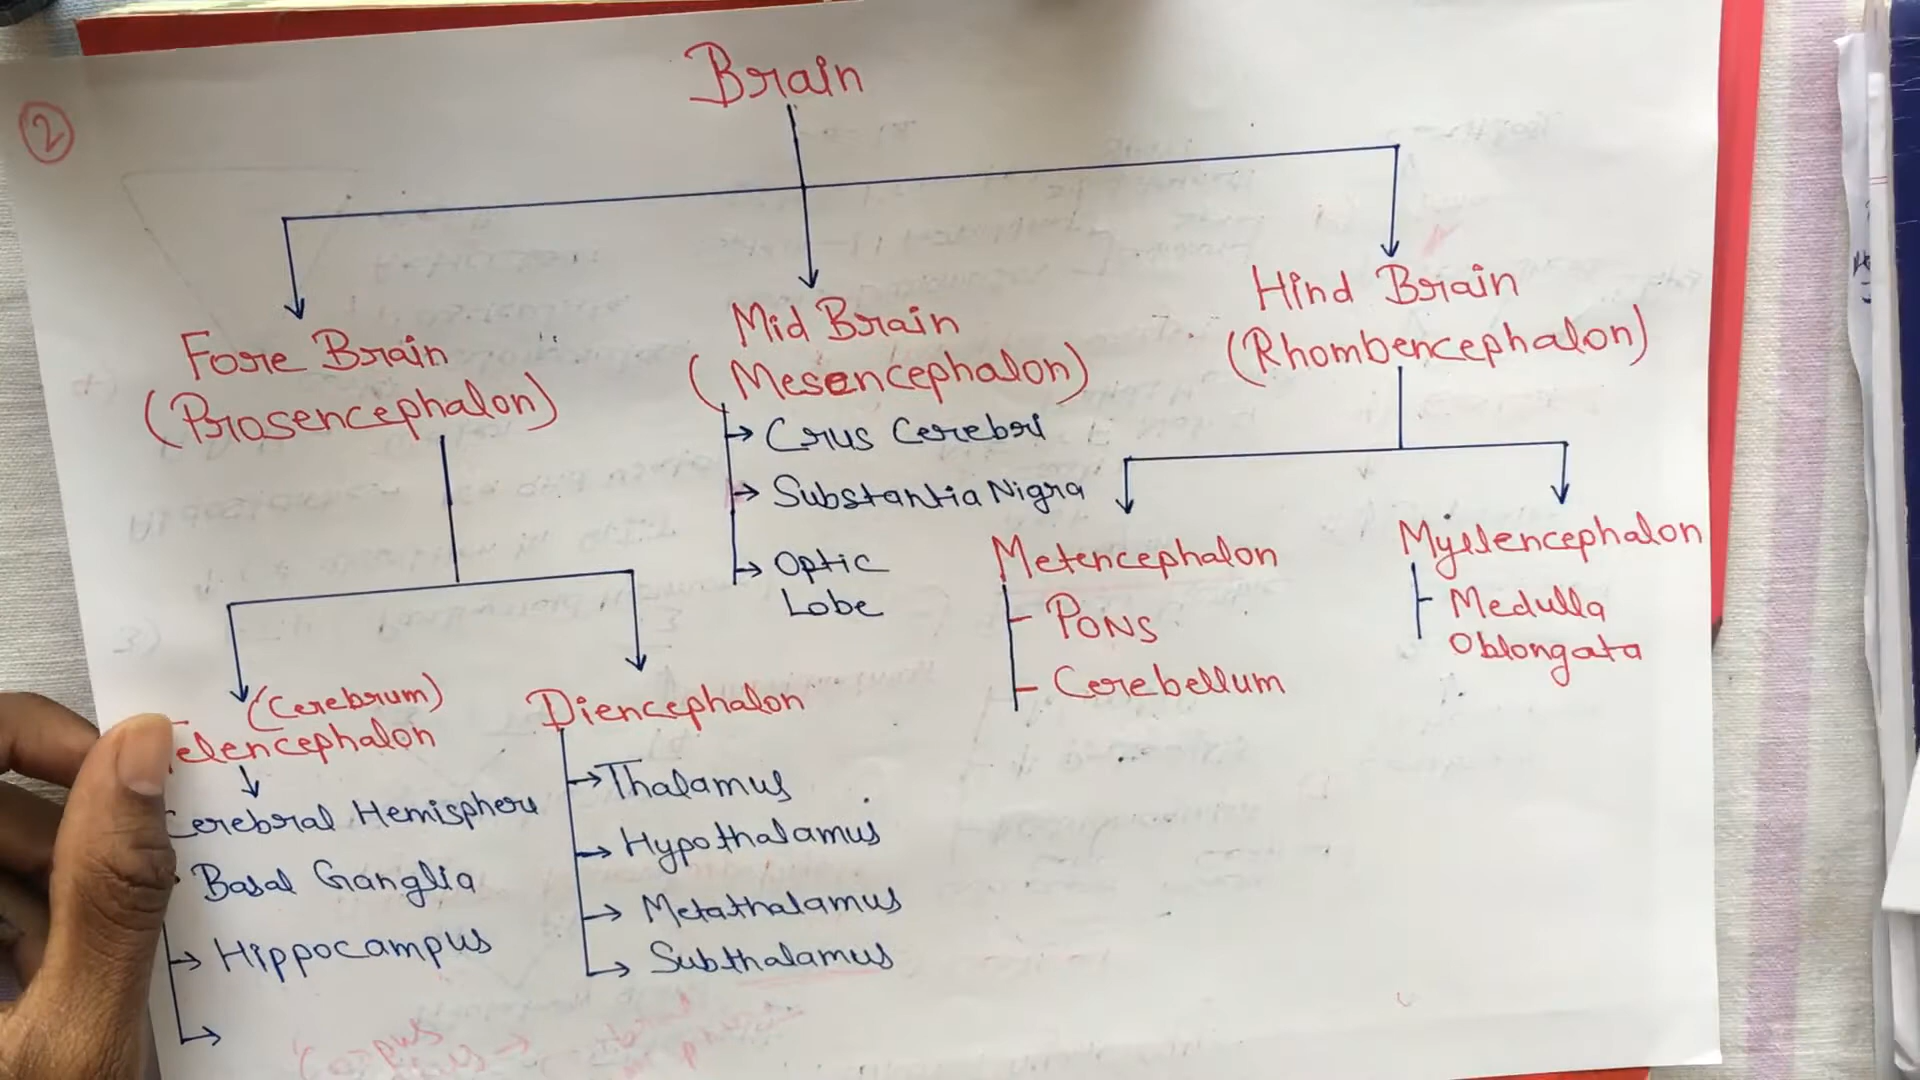 2
Brain
Fore Brain
(Prosencephalon)
Mid Brain
(Mesencephalon)
Crus Cerebri
Substantia Nigra
Optic
Lobe
Hind Brain
(Rhombencephalon)
Metencephalon
PONS
Cerebellum
Myelencephalon
Medulla
Oblongata
(Cerebrum)
elencephalon
Cerebral Hemisphere
Basal Ganglia
Hippocampus
Diencephalon
Thalamus
Hypothalamus
Metathalamus
Subthalamus